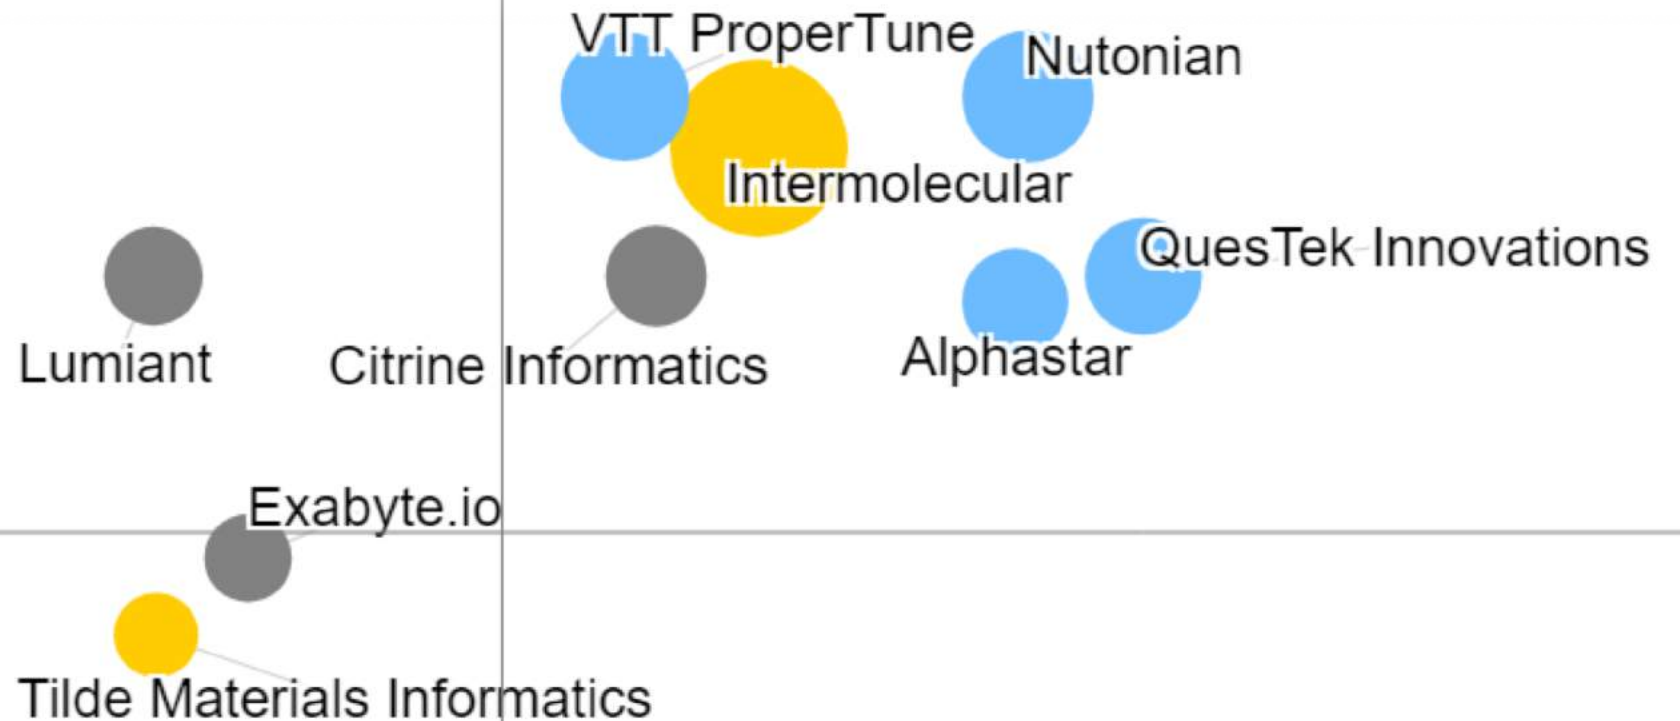 VTT ProperTune
Nutonian
Intermolecular
QuesTek Innovations
Lumiant
Citrine Informatics
Alphastar
Exabyte.io
Tilde Materials Informatics